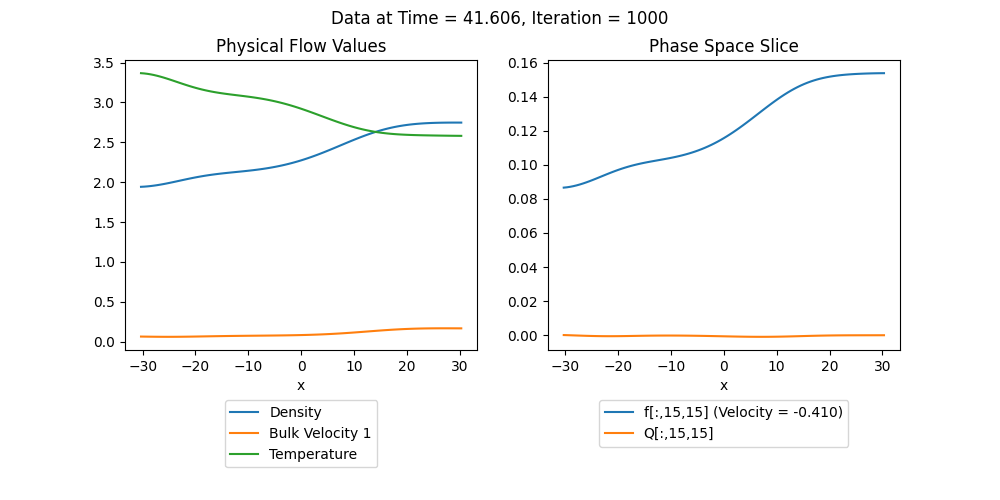 Data at Time = 41.606, Iteration = 1000
Physical Flow Values
3.5
3.0
2.5
2.0
1.5
1.0
0.5
0.0
−30 −20 −10 0 10 20 30
x
Density
Bulk Velocity 1
Temperature
Phase Space Slice
0.16
0.14
0.12
0.10
0.08
0.06
0.04
0.02
0.00
−30 −20 −10 0 10 20 30
x
f[:,15,15] (Velocity = -0.410)
Q[:,15,15]